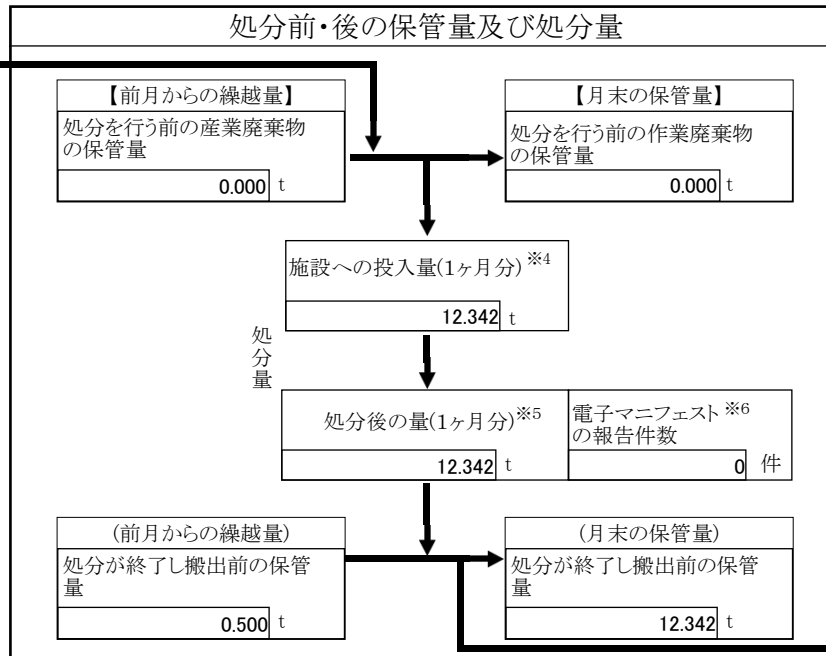 処分前・後の保管量及び処分量
【前月からの繰越量】
処分を行う前の産業廃棄物
の保管量
0.000 t
【月末の保管量】
処分を行う前の作業廃棄物
の保管量
0.000 t
施設への投入量(1ヶ月分)※4
12.342 t
処分量
処分後の量(1ヶ月分)※5
12.342 t
電子マニフェスト※6
の報告件数
0 件
(前月からの繰越量)
処分が終了し搬出前の保管
量
0.500 t
(月末の保管量)
処分が終了し搬出前の保管
量
12.342 t